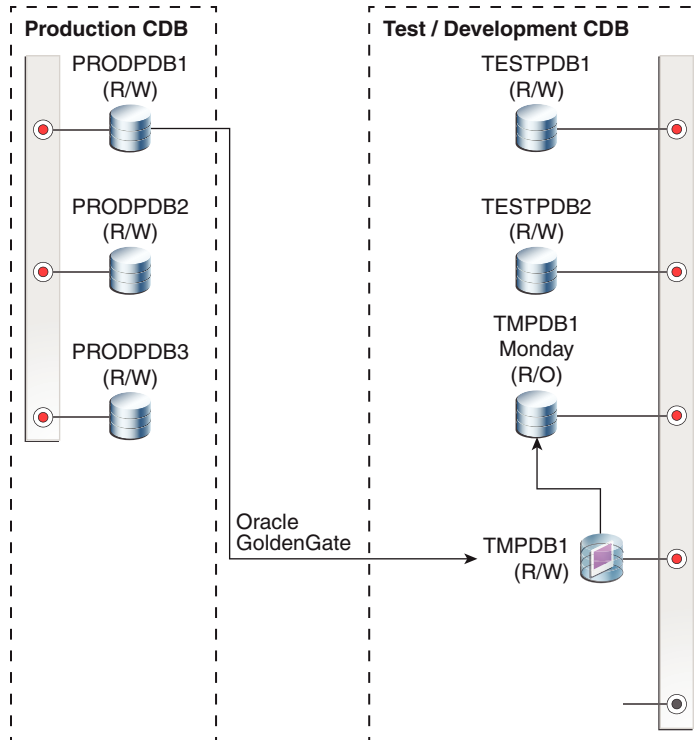 Production CDB
PRODPDB1
(R/W)
PRODPDB2
(R/W)
PRODPDB3
(R/W)
Oracle
GoldenGate
Test / Development CDB
TESTPDB1
(R/W)
TESTPDB2
(R/W)
TMPDB1
Monday
(R/O)
TMPDB1
(R/W)